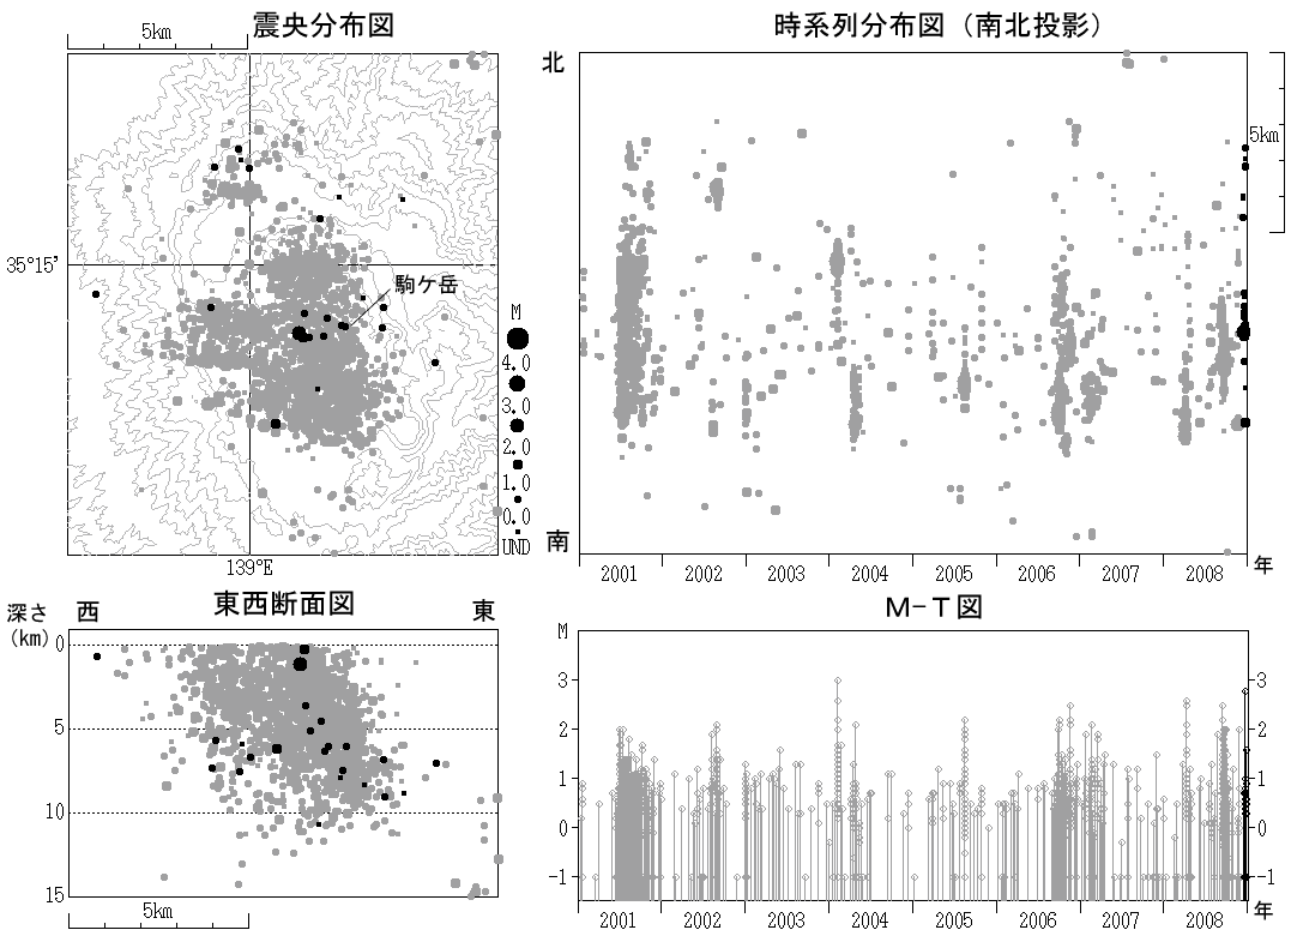 5km
震央分布図
35°15'
駒ケ岳
139°E
M
4.0
3.0
2.0
1.0
0.0
UND
時系列分布図（南北投影）
北
南
5km
2001 2002 2003 2004 2005 2006 2007 2008 年
東西断面図
深さ
(km)
西
東
0
5
10
15
5km
M-T図
M
3 3
2 2
1 1
0 0
-1 -1
2001 2002 2003 2004 2005 2006 2007 2008 年